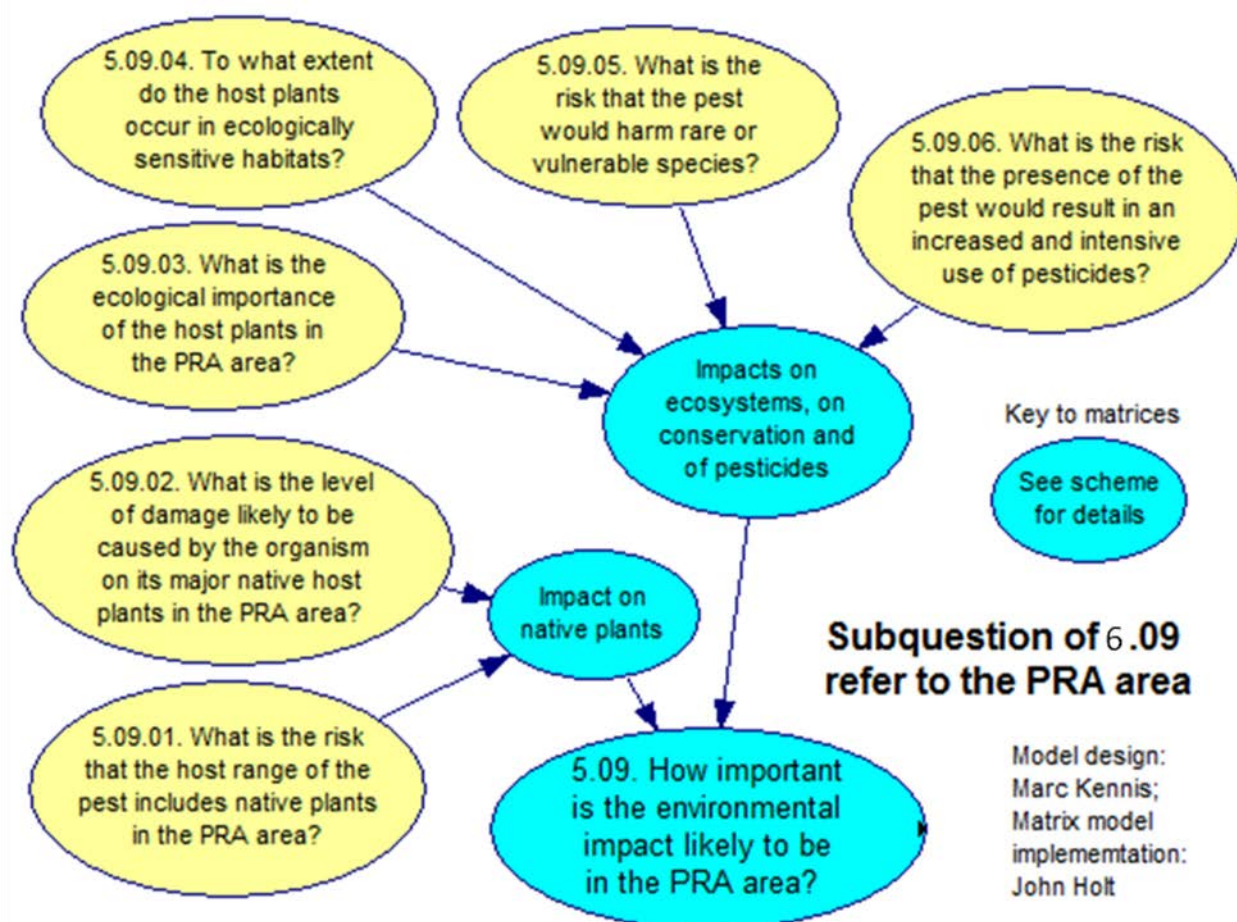 5.09.04. To what extent
do the host plants
occur in ecologically
sensitive habitats?
5.09.05. What is the
risk that the pest
would harm rare or
vulnerable species?
5.09.06. What is the risk
that the presence of the
pest would result in an
increased and intensive
use of pesticides?
5.09.03. What is the
ecological importance
of the host plants in
the PRA area?
Impacts on
ecosystems, on
conservation and
of pesticides
Key to matrices
See scheme
for details
5.09.02. What is the level
of damage likely to be
caused by the organism
on its major native host
plants in the PRA area?
Impact on
native plants
Subquestion of 6.09
refer to the PRA area
5.09.01. What is the risk
that the host range of the
pest includes native plants
in the PRA area?
5.09. How important
is the environmental
impact likely to be
in the PRA area?
Model design:
Marc Kennis;
Matrix model
implememtation:
John Holt